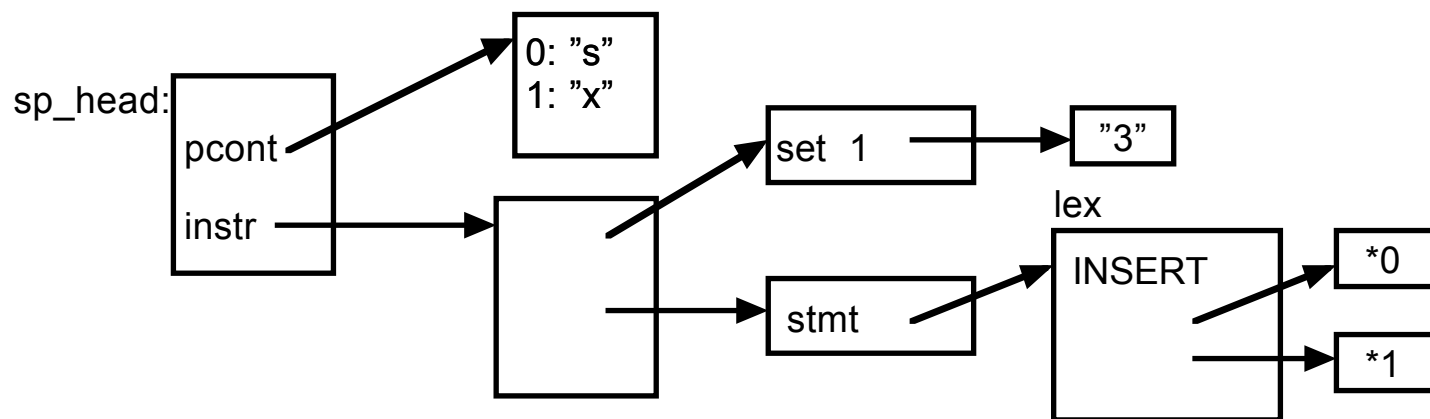 sp_head:
pcont
instr
0: ”s”
1: ”x”
set 1
”3”
stmt
lex
INSERT
*0
*1